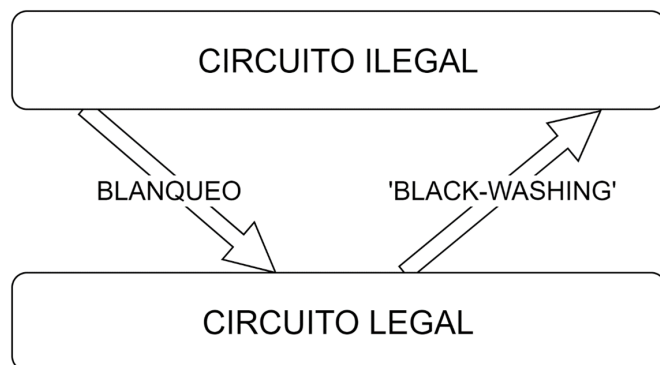 CIRCUITO ILEGAL
BLANQUEO
'BLACK-WASHING'
CIRCUITO LEGAL